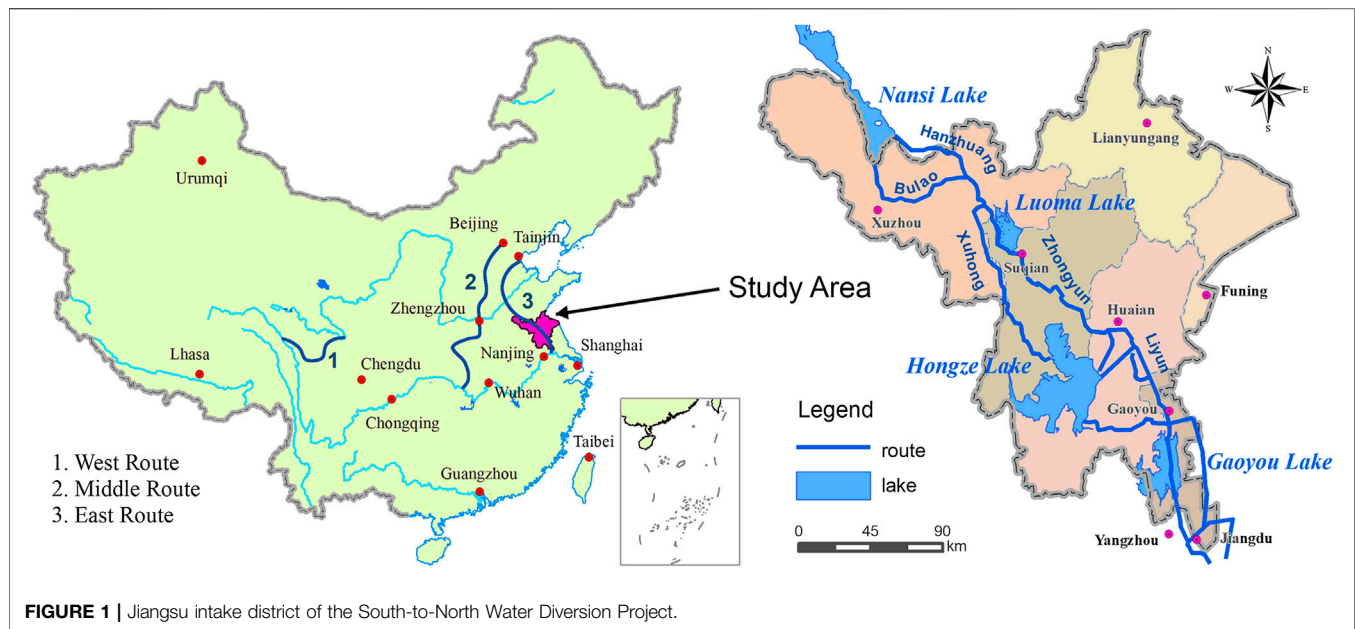 Urumqi
Beijing
Tainjin
2
3
Study Area
Zhengzhou
1
Lhasa
Chengdu
Nanjing
Shanghai
Wuhan
Chongqing
Taibei
Guangzhou
1. West Route
2. Middle Route
3. East Route
N
W
E
S
Nansi Lake
Hanzhuang
Lianyungang
Bulao
Luoma Lake
Xuzhou
Xuhong
Suqian
Zhongyun
Funing
Huaian
Liyun
Hongze Lake
Gaoyou
Gaoyou Lake
Yangzhou
Jiangdu
Legend
route
lake
0 45 90
km
FIGURE 1 | Jiangsu intake district of the South-to-North Water Diversion Project.